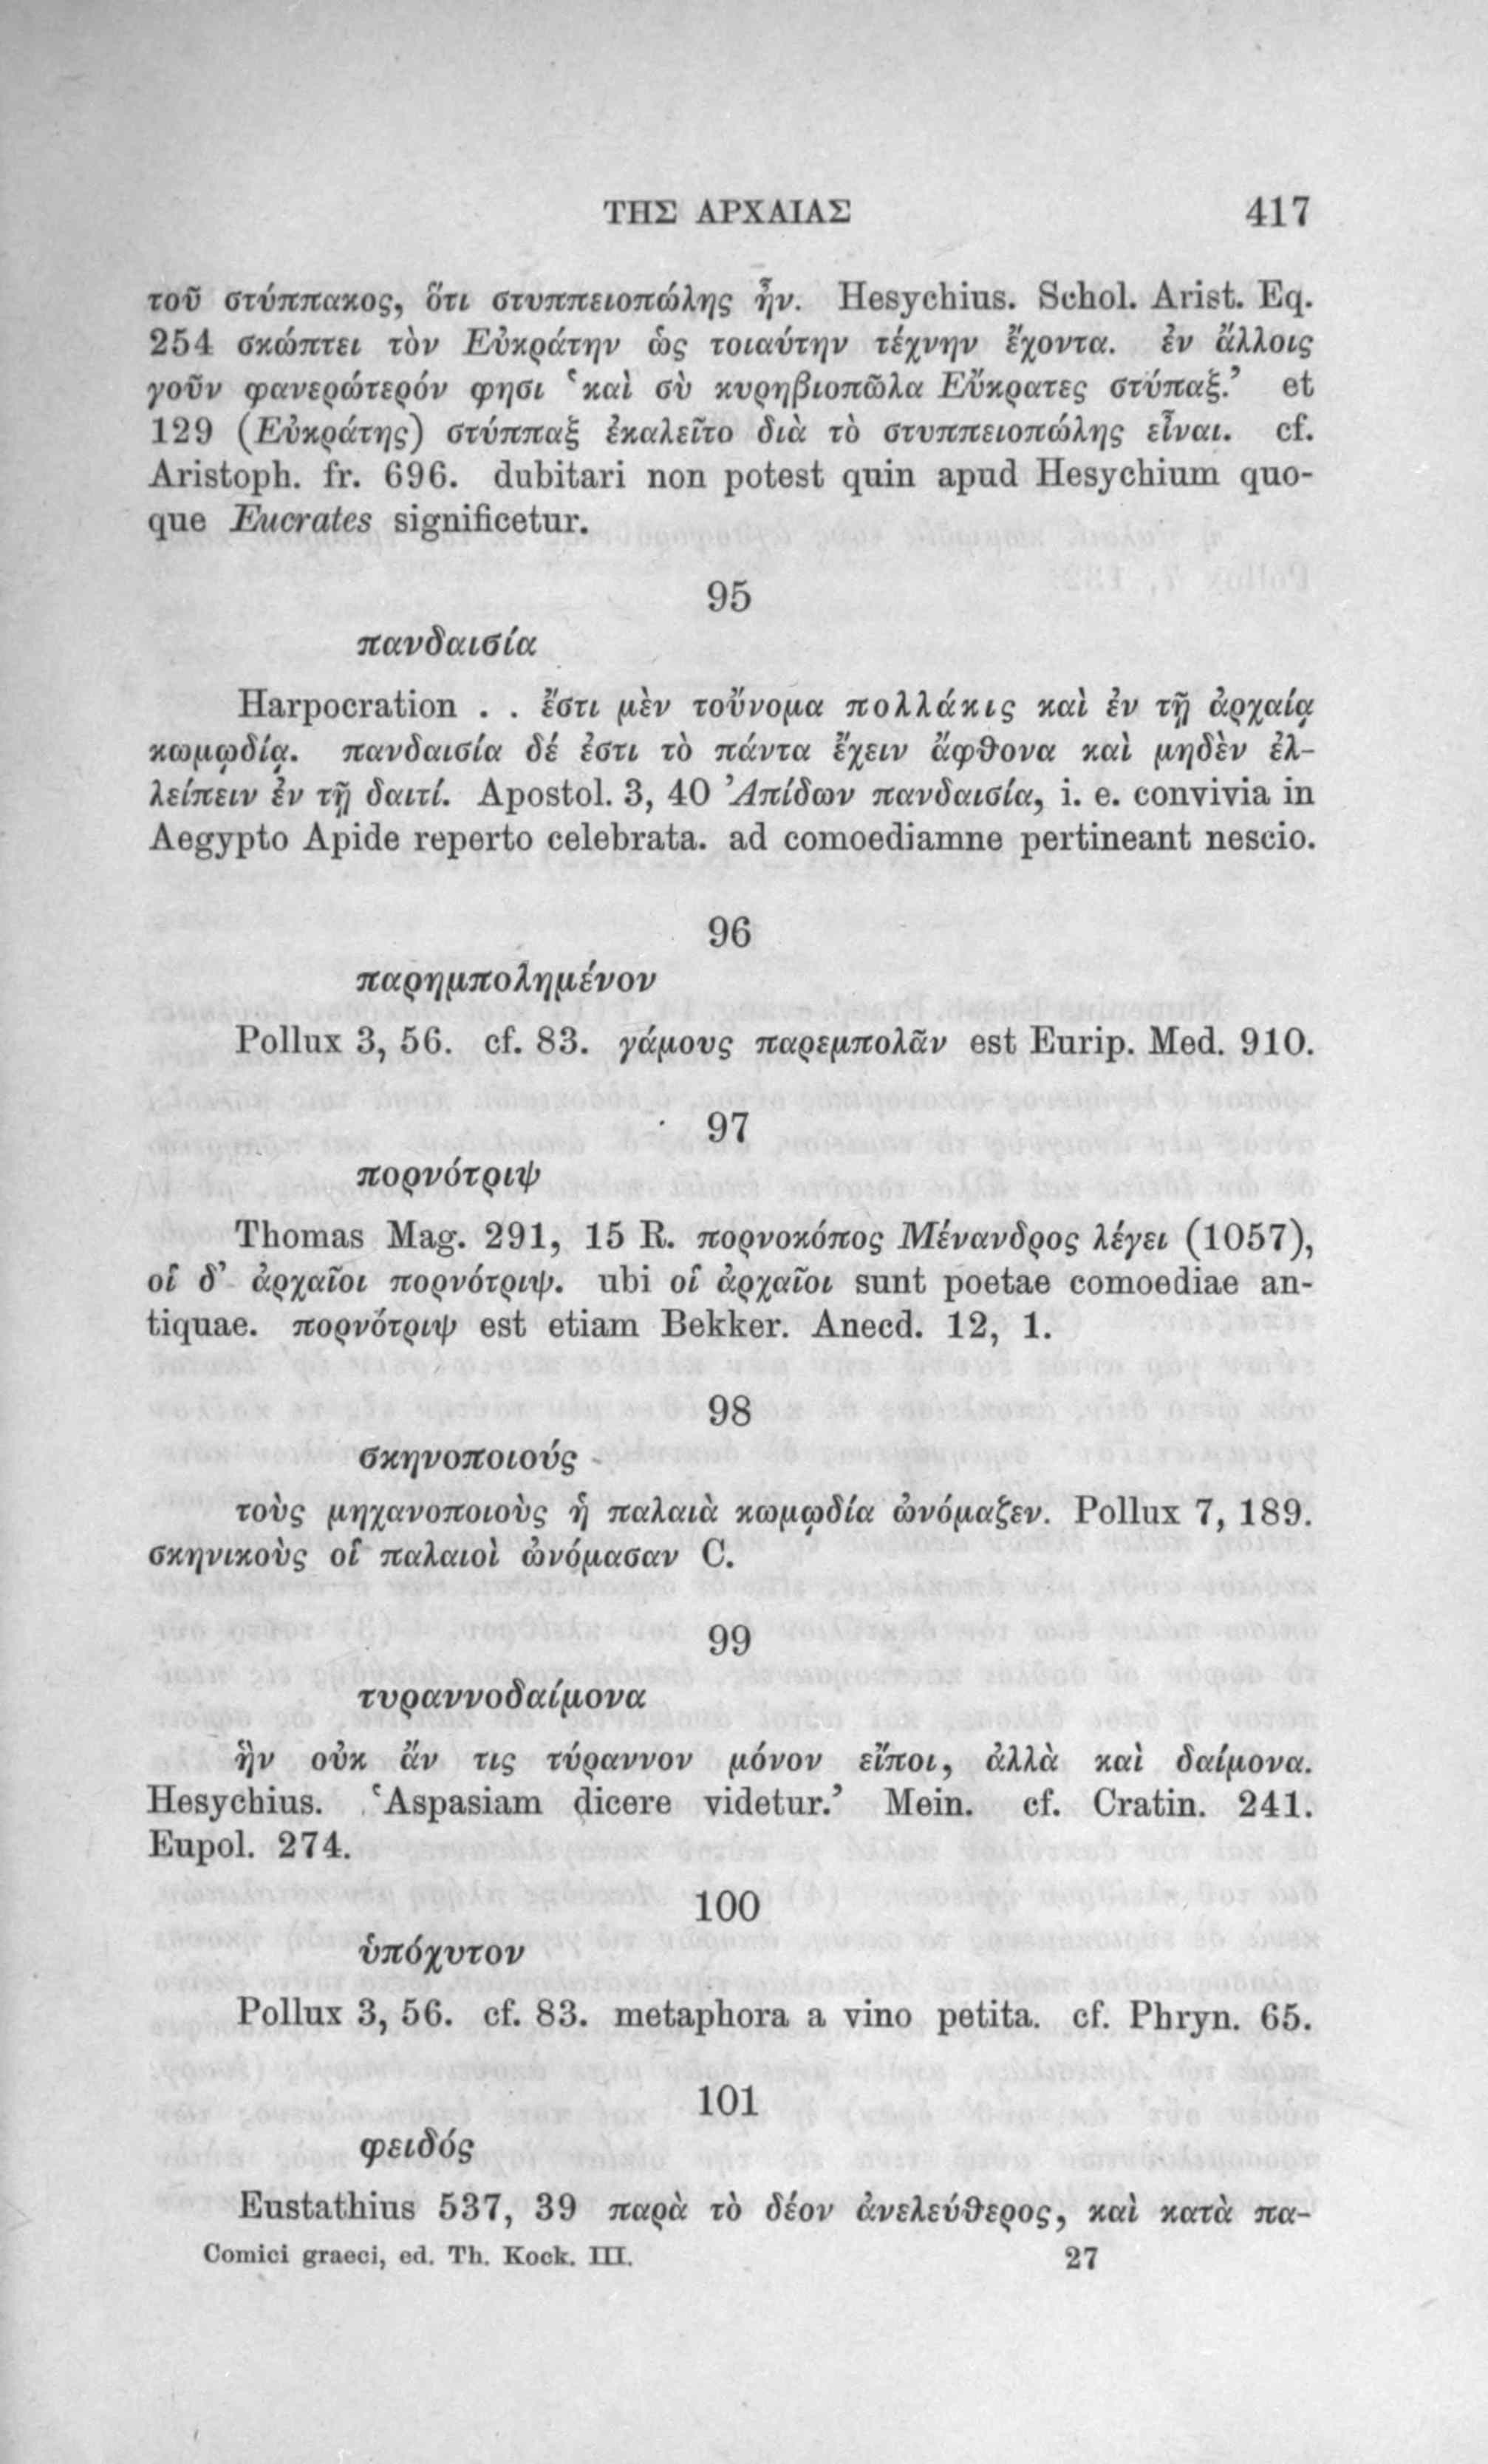 ΤΗΣ ΑΡΧΑΙΑΣ 417
τοῦ στύππακος, ὅτι στυππειοπώλης ἦν. Hesychius. Schol. Arist. Eq.
254 σκώπτει τὸν Εὐκράτην ὡς τοιαύτην τέχνην ἔχοντα. ἐν ἄλλοις
γοῦν φανερώτερόν φησι ‘καὶ σὺ κυρηβιοπῶλα Εὔκρατες στύπαξ.’ et
129 (Εὐκράτης) στύππαξ ἐκαλεῖτο διὰ τὸ στυππειοπώλης εἶναι. cf.
Aristoph. fr. 696. dubitari non potest quin apud Hesychium quo-
que Eucrates significetur.
95
πανδαισία
Harpocration . . ἔστι μὲν τοὔνομα πολλάκις καὶ ἐν τῇ ἀρχαίᾳ
κωμῳδίᾳ. πανδαισία δέ ἐστι τὸ πάντα ἔχειν ἄφθονα καὶ μηδὲν ἐλ-
λείπειν ἐν τῇ δαιτί. Apostol. 3, 40 Ἀπίδων πανδαισία, i. e. convivia in
Aegypto Apide reperto celebrata. ad comoediamne pertineant nescio.
96
παρημπολημένον
Pollux 3, 56. cf. 83. γάμους παρεμπολᾶν est Eurip. Med. 910.
97
πορνότριψ
Thomas Mag. 291, 15 R. πορνοκόπος Μένανδρος λέγει (1057),
οἱ δ’ ἀρχαῖοι πορνότριψ. ubi οἱ ἀρχαῖοι sunt poetae comoediae an-
tiquae. πορνότριψ est etiam Bekker. Anecd. 12, 1.
98
σκηνοποιούς
τοὺς μηχανοποιοὺς ἡ παλαιὰ κωμῳδία ὠνόμαζεν. Pollux 7, 189.
σκηνικοὺς οἱ παλαιοὶ ὠνόμασαν C.
99
τυραννοδαίμονα
ἣν οὐκ ἄν τις τύραννον μόνον εἴποι, ἀλλὰ καὶ δαίμονα.
Hesychius. ‘Aspasiam dicere videtur.’ Mein. cf. Cratin. 241.
Eupol. 274.
100
ὑπόχυτον
Pollux 3, 56. cf. 83. metaphora a vino petita. cf. Phryn. 65.
101
φειδός
Eustathius 537, 39 παρὰ τὸ δέον ἀνελεύθερος, καὶ κατὰ πα-
Comici graeci, ed. Th. Kock. III. 27